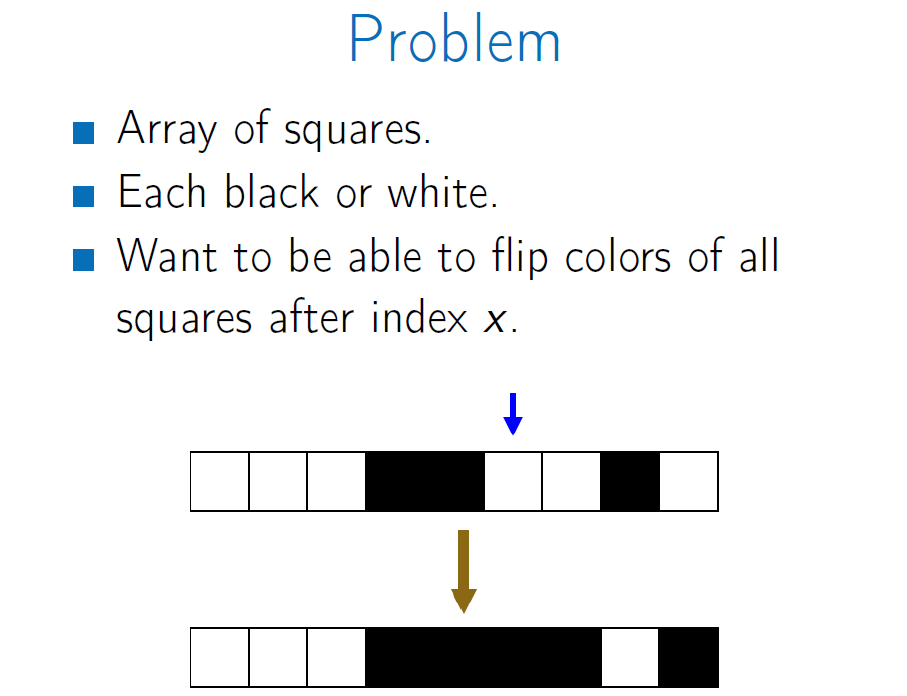 Problem
Array of squares.
Each black or white.
Want to be able to flip colors of all
squares after index x.